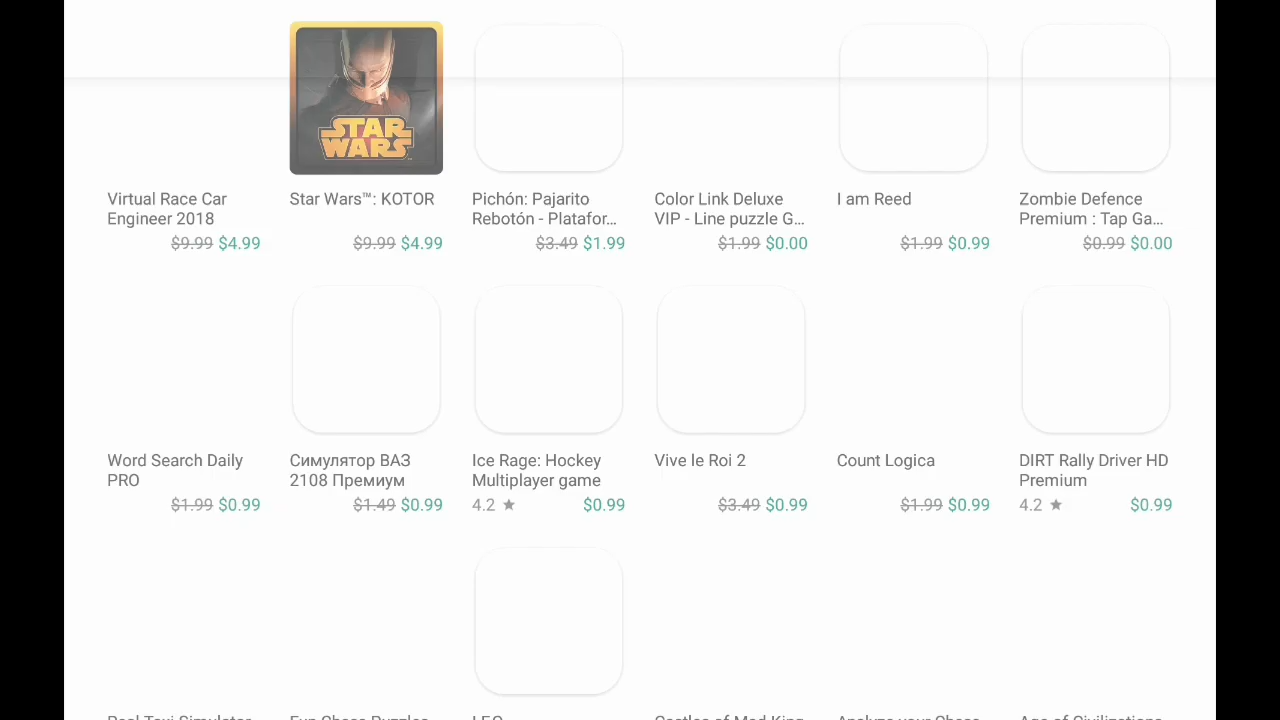 STAR
WARS
Virtual Race Car
Engineer 2018
$9.99 $4.99
Star Wars™: KOTOR
$9.99 $4.99
Pichón: Pajarito
Rebotón - Platafor...
$3.49 $1.99
Color Link Deluxe
VIP - Line puzzle G...
$1.99 $0.00
I am Reed
$1.99 $0.99
Zombie Defence
Premium : Tap Ga...
$0.99 $0.00
Word Search Daily
PRO
$1.99 $0.99
Симулятор ВАЗ
2108 Премиум
$1.49 $0.99
Ice Rage: Hockey
Multiplayer game
4.2 ★ $0.99
Vive le Roi 2
$3.49 $0.99
Count Logica
$1.99 $0.99
DIRT Rally Driver HD
Premium
4.2 ★ $0.99